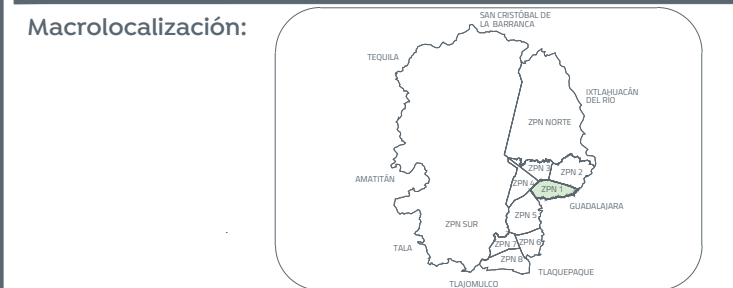 Macrolocalización:
SAN CRISTÓBAL DE
LA BARRANCA
TEQUILA
IXTLAHUACÁN
DEL RÍO
ZPN NORTE
ZPN 3
ZPN 2
AMATITÁN
ZPN 4
ZPN 1
GUADALAJARA
ZPN 5
ZPN SUR
TALA
ZPN 7
ZPN 6
ZPN 8
TLAQUEPAQUE
TLAJOMULCO